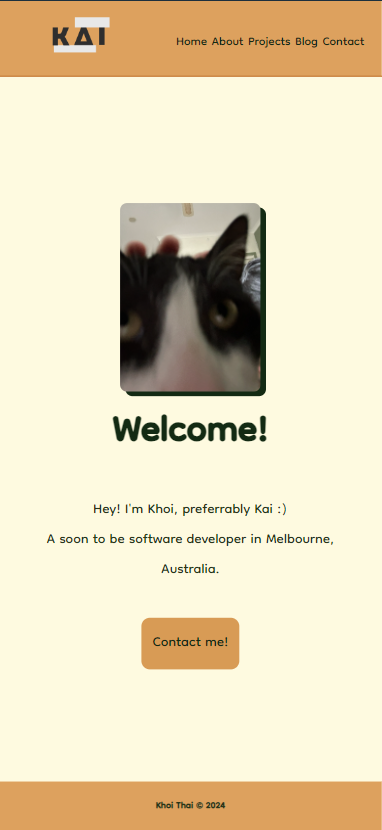 KAI
Home About Projects Blog Contact
Welcome!
Hey! I'm Khoi, preferrably Kai :)
A soon to be software developer in Melbourne,
Australia.
Contact me!
Khoi Thai © 2024